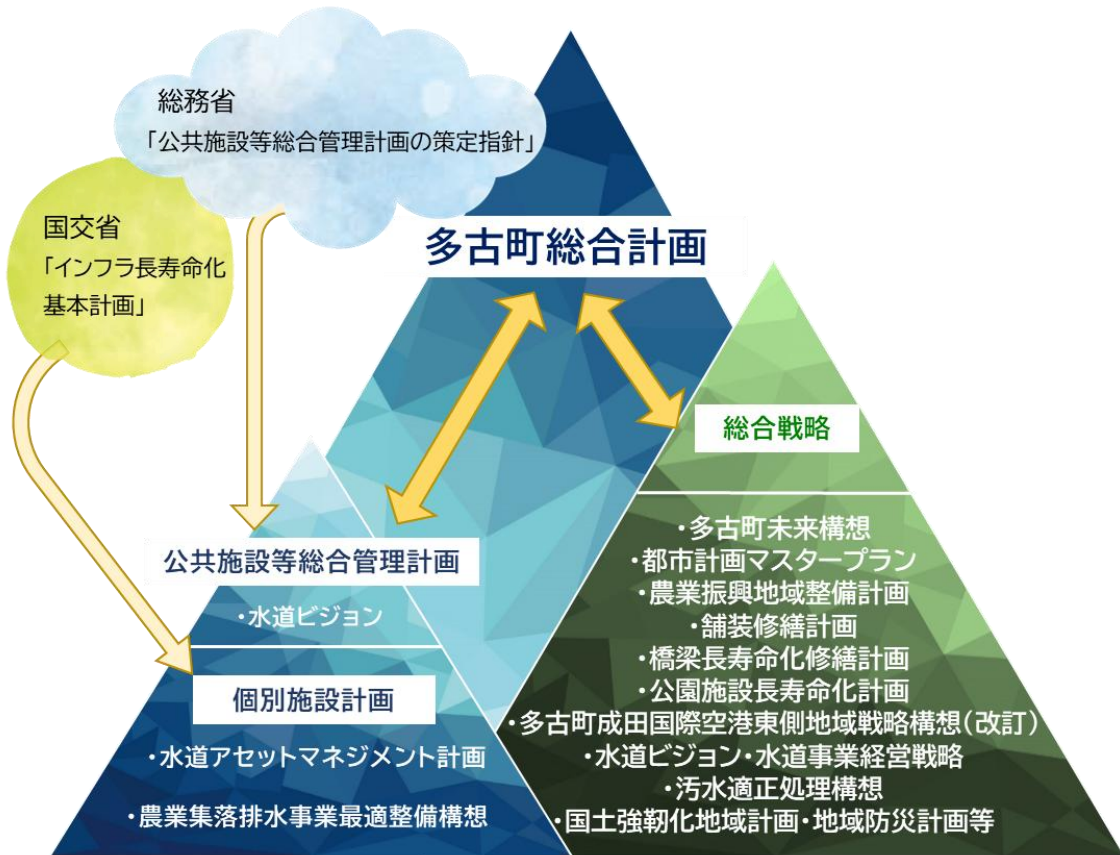 総務省
「公共施設等総合管理計画の策定指針」
国交省
「インフラ長寿命化
基本計画」
多古町総合計画
総合戦略
・多古町未来構想
・都市計画マスタープラン
・農業振興地域整備計画
・舗装修繕計画
・橋梁長寿命化修繕計画
・公園施設長寿命化計画
・多古町成田国際空港東側地域戦略構想(改訂)
・水道ビジョン・水道事業経営戦略
・汚水適正処理構想
・国土強靭化地域計画・地域防災計画等
公共施設等総合管理計画
・水道ビジョン
個別施設計画
・水道アセットマネジメント計画
・農業集落排水事業最適整備構想